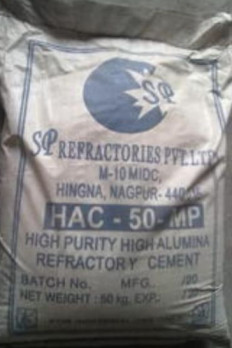 SP
SP REFRACTORIES PVT. LTD
M-10 MIDC,
HINGNA, NAGPUR-
HAC - 50 - MP
HIGH PURITY HIGH ALUMINA
REFRACTORY CEMENT
BATCH No. MFG. /20
NET WEIGHT : 50 kg. EXP.